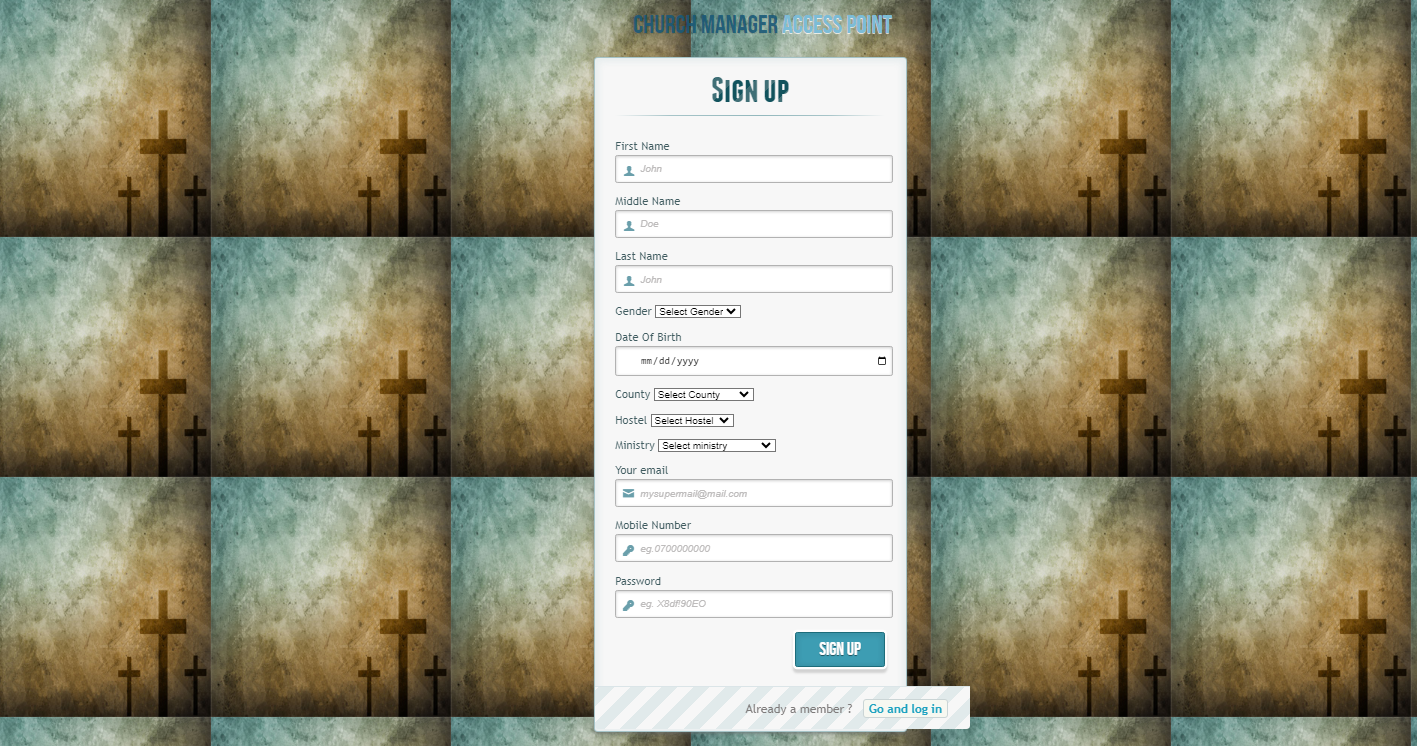 CHURCH MANAGER ACCESS POINT
SIGN UP
First Name
John
Middle Name
Doe
Last Name
John
Gender Select Gender
Date Of Birth
mm/dd/yyyy
County Select County
Hostel Select Hostel
Ministry Select ministry
Your email
mysupermail@mail.com
Mobile Number
eg.0700000000
Password
eg. X8df!90EO
SIGN UP
Already a member ? Go and log in